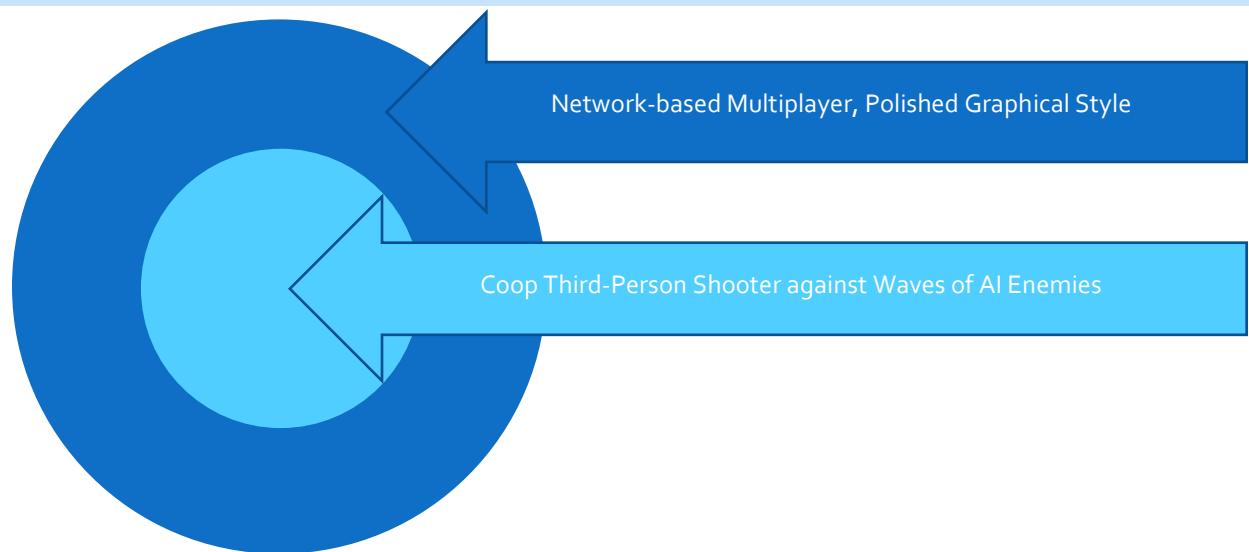 Network-based Multiplayer, Polished Graphical Style
Coop Third-Person Shooter against Waves of AI Enemies